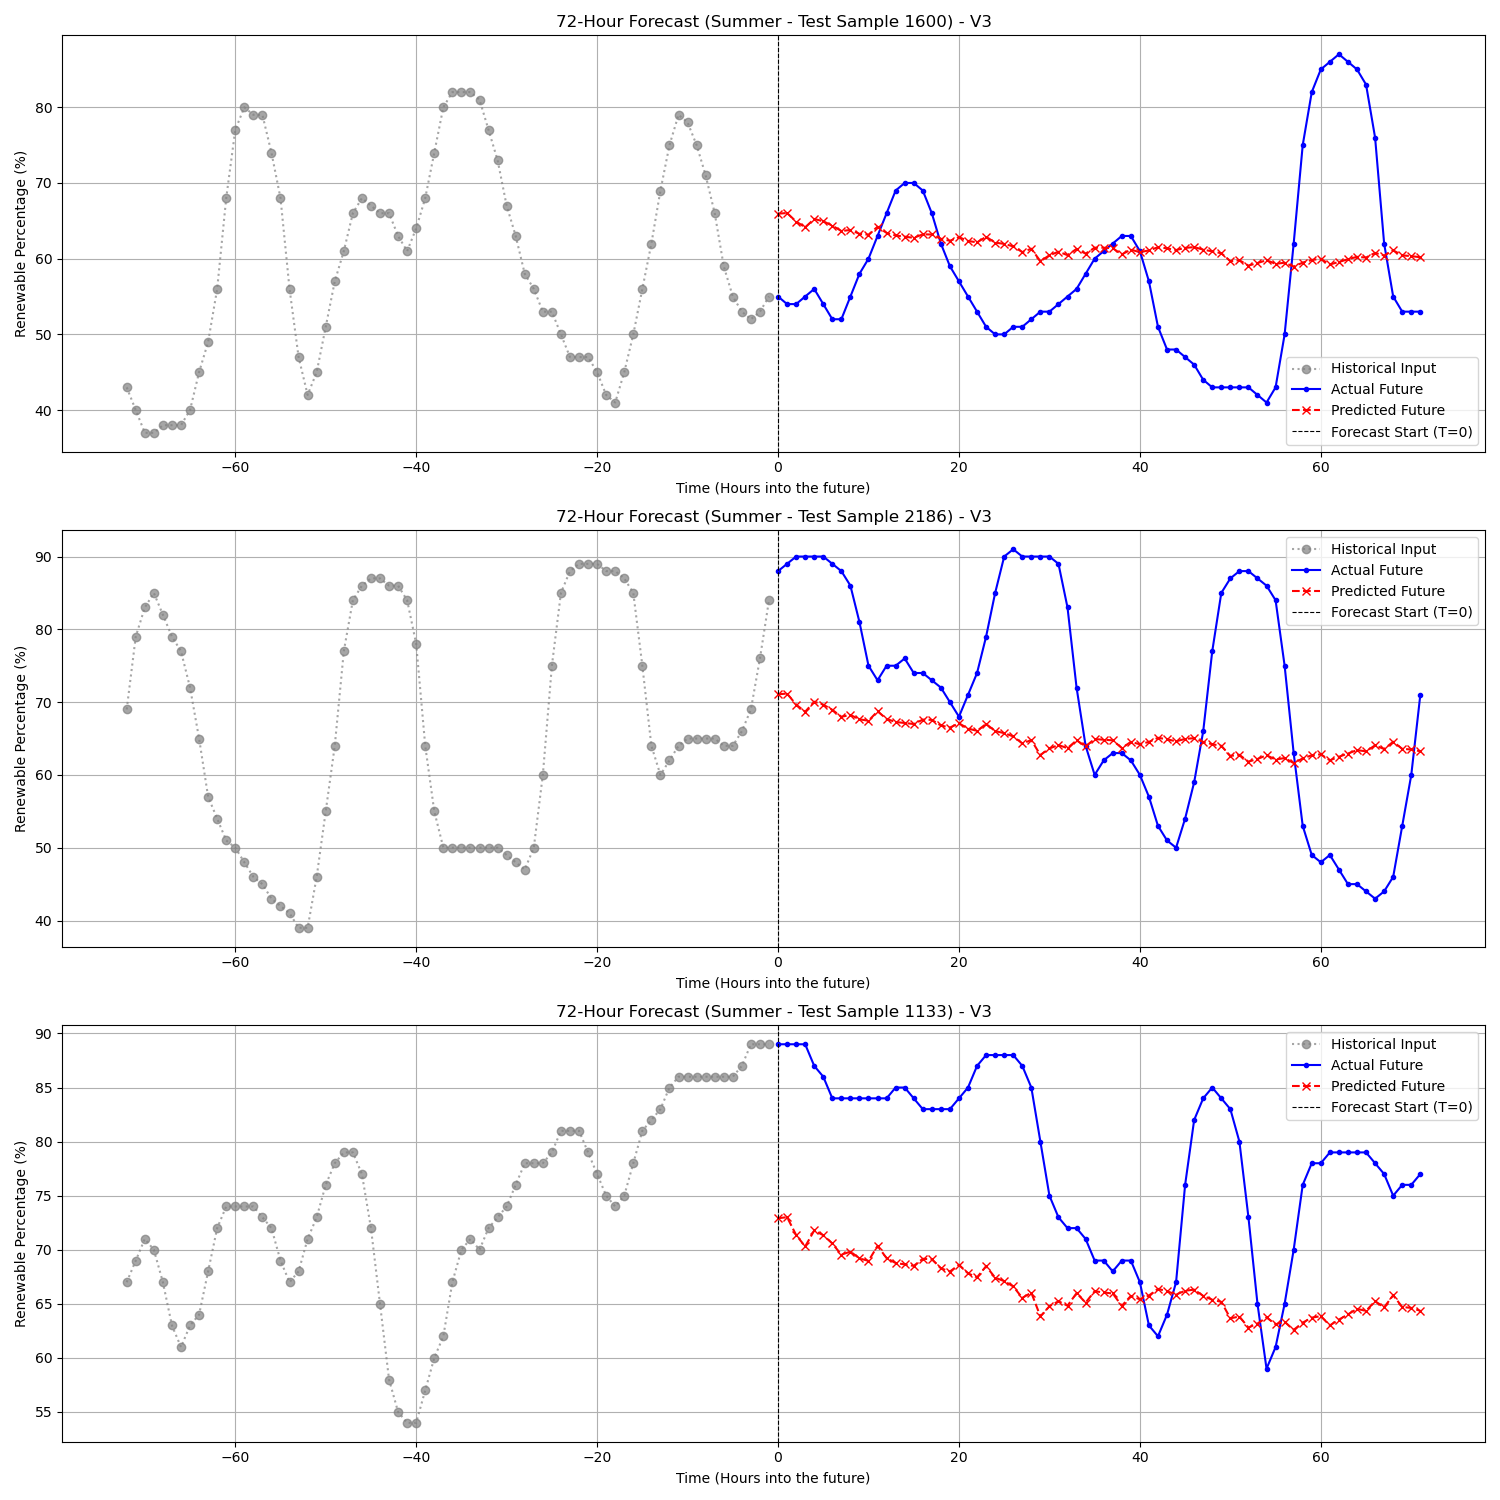 72-Hour Forecast (Summer - Test Sample 1600) - V3
Renewable Percentage (%)
80
70
60
50
40
Historical Input
Actual Future
Predicted Future
Forecast Start (T=0)
−60 −40 −20 0 20 40 60
Time (Hours into the future)
72-Hour Forecast (Summer - Test Sample 2186) - V3
Renewable Percentage (%)
90
80
70
60
50
40
Historical Input
Actual Future
Predicted Future
Forecast Start (T=0)
−60 −40 −20 0 20 40 60
Time (Hours into the future)
72-Hour Forecast (Summer - Test Sample 1133) - V3
Renewable Percentage (%)
90
85
80
75
70
65
60
55
Historical Input
Actual Future
Predicted Future
Forecast Start (T=0)
−60 −40 −20 0 20 40 60
Time (Hours into the future)